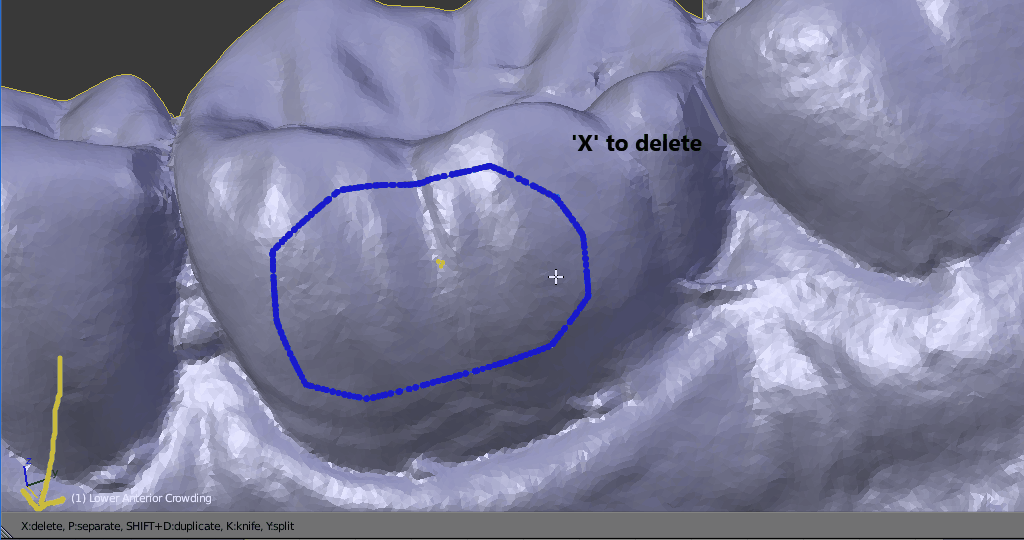 'X' to delete
Z
y
(1) Lower Anterior Crowding
X:delete, P:separate, SHIFT+D:duplicate, K:knife, Y:split